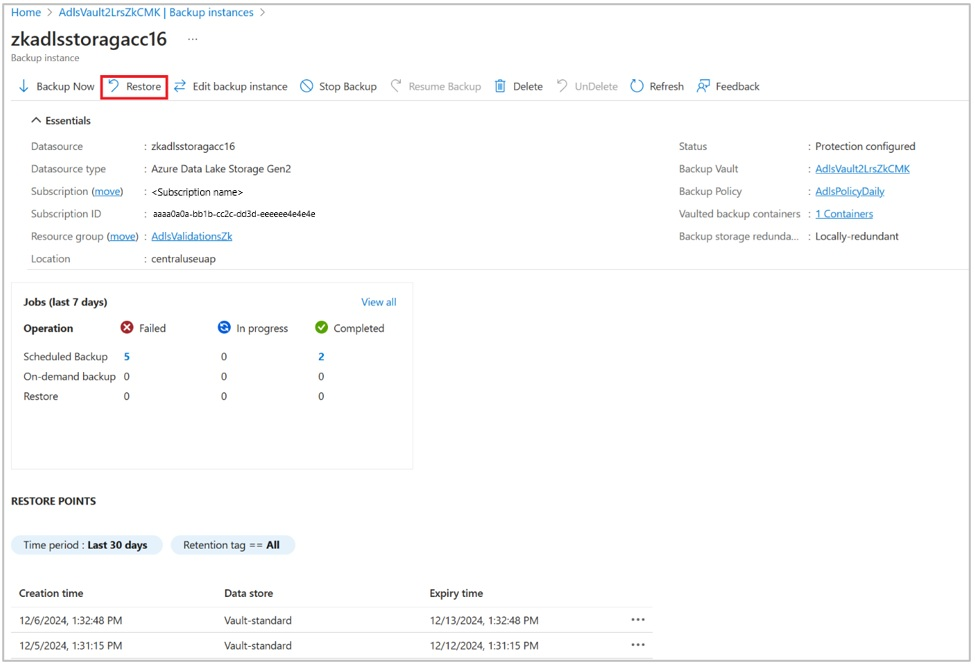 Home > AdlsVault2LrsZkCMK | Backup instances >
zkadlsstoragacc16 ...
Backup instance
Backup Now Restore Edit backup instance Stop Backup Resume Backup Delete UnDelete Refresh Feedback
Essentials
Datasource : zkadlsstoragacc16 Status : Protection configured
Datasource type : Azure Data Lake Storage Gen2 Backup Vault : AdlsVault2LrsZkCMK
Subscription (move) : <Subscription name> Backup Policy : AdlsPolicyDaily
Subscription ID : aaaa0a0a-bb1b-cc2c-dd3d-eeeeee4e4e4e Vaulted backup containers : 1 Containers
Resource group (move) : AdlsValidationsZk Backup storage redunda... : Locally-redundant
Location : centraluseuap
Jobs (last 7 days) View all
Operation Failed In progress Completed
Scheduled Backup 5 0 2
On-demand backup 0 0 0
Restore 0 0 0
RESTORE POINTS
Time period : Last 30 days Retention tag == All
Creation time Data store Expiry time
12/6/2024, 1:32:48 PM Vault-standard 12/13/2024, 1:32:48 PM ...
12/5/2024, 1:31:15 PM Vault-standard 12/12/2024, 1:31:15 PM ...